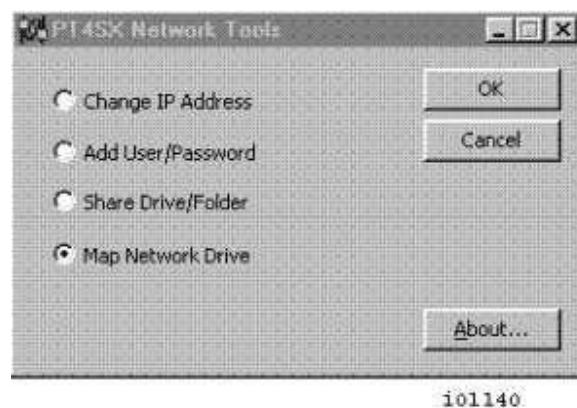 PT4SX Network Tools
Change IP Address
OK
Add User/Password
Cancel
Share Drive/Folder
Map Network Drive
About...
i01140